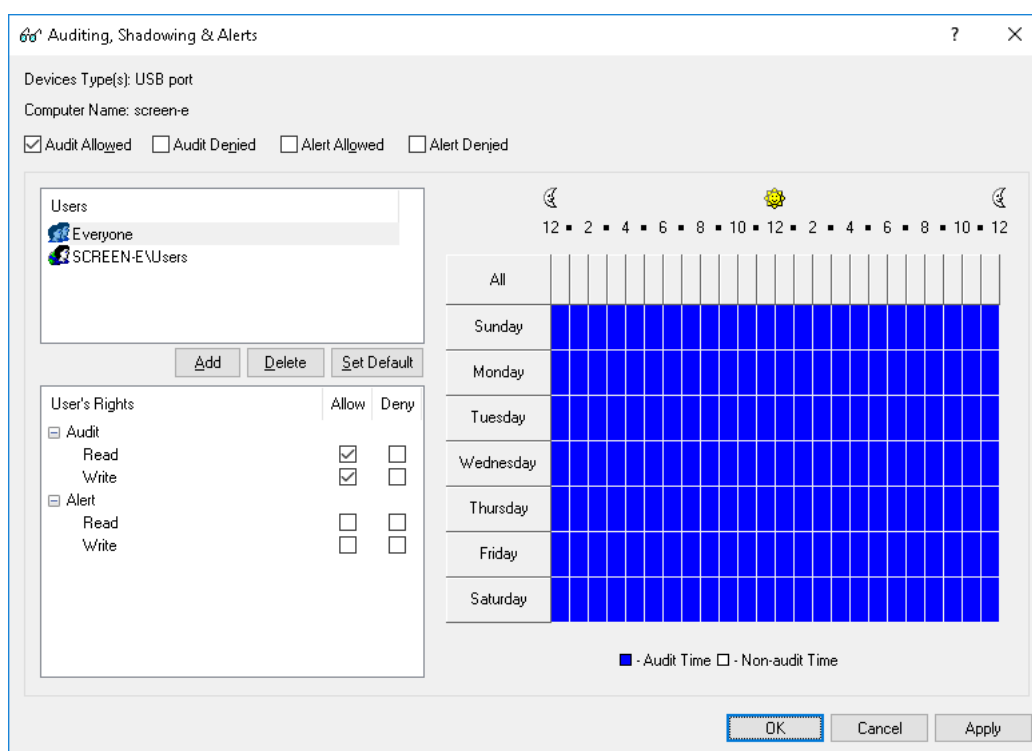 Auditing, Shadowing & Alerts
?
Devices Type(s): USB port
Computer Name: screen-e
Audit Allowed Audit Denied Alert Allowed Alert Denied
Users
Everyone
SCREEN-E\Users
Add Delete Set Default
User's Rights Allow Deny
Audit
Read
Write
Alert
Read
Write
12 ▪ 2 ▪ 4 ▪ 6 ▪ 8 ▪ 10 ▪ 12 ▪ 2 ▪ 4 ▪ 6 ▪ 8 ▪ 10 ▪ 12
All
Sunday
Monday
Tuesday
Wednesday
Thursday
Friday
Saturday
- Audit Time - Non-audit Time
OK Cancel Apply